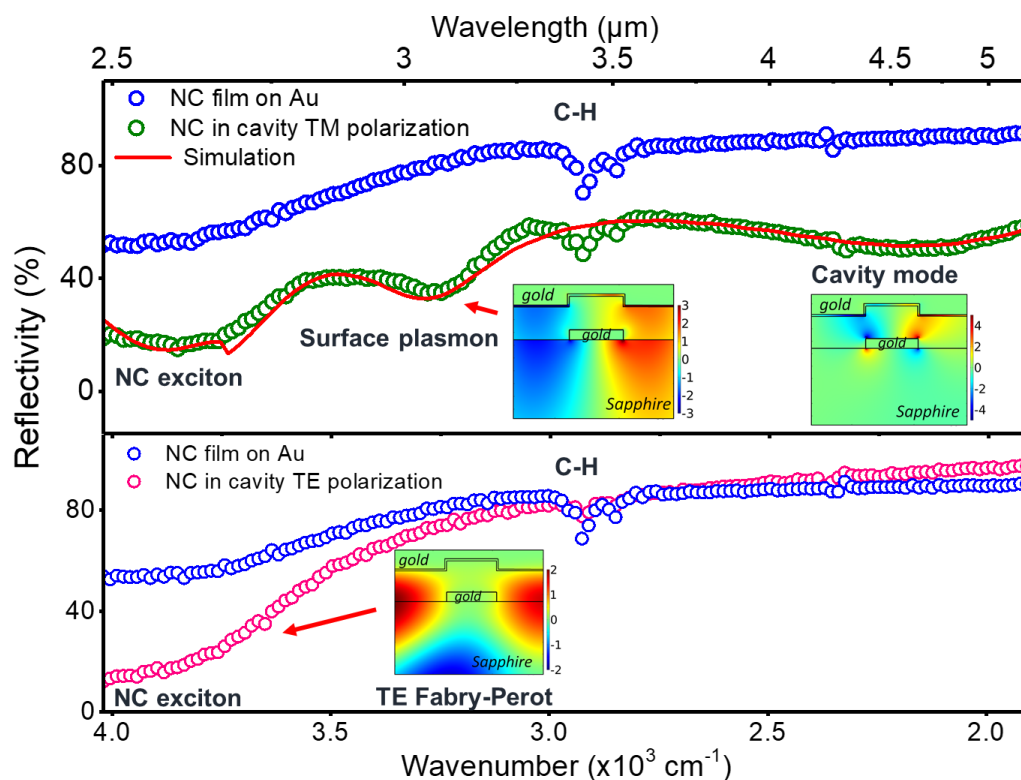 Wavelength (µm)
2.5 3 3.5 4 4.5 5
NC film on Au
NC in cavity TM polarization
Simulation
C-H
80
40
0
Surface plasmon
NC exciton
Cavity mode
gold
gold
Sapphire
3
2
1
0
-1
-2
-3
gold
gold
Sapphire
4
2
0
-2
-4
Reflectivity (%)
NC film on Au
NC in cavity TE polarization
C-H
80
40
0
gold
gold
Sapphire
2
1
0
-1
-2
NC exciton
TE Fabry-Perot
4.0 3.5 3.0 2.5 2.0
Wavenumber (x10³ cm⁻¹)